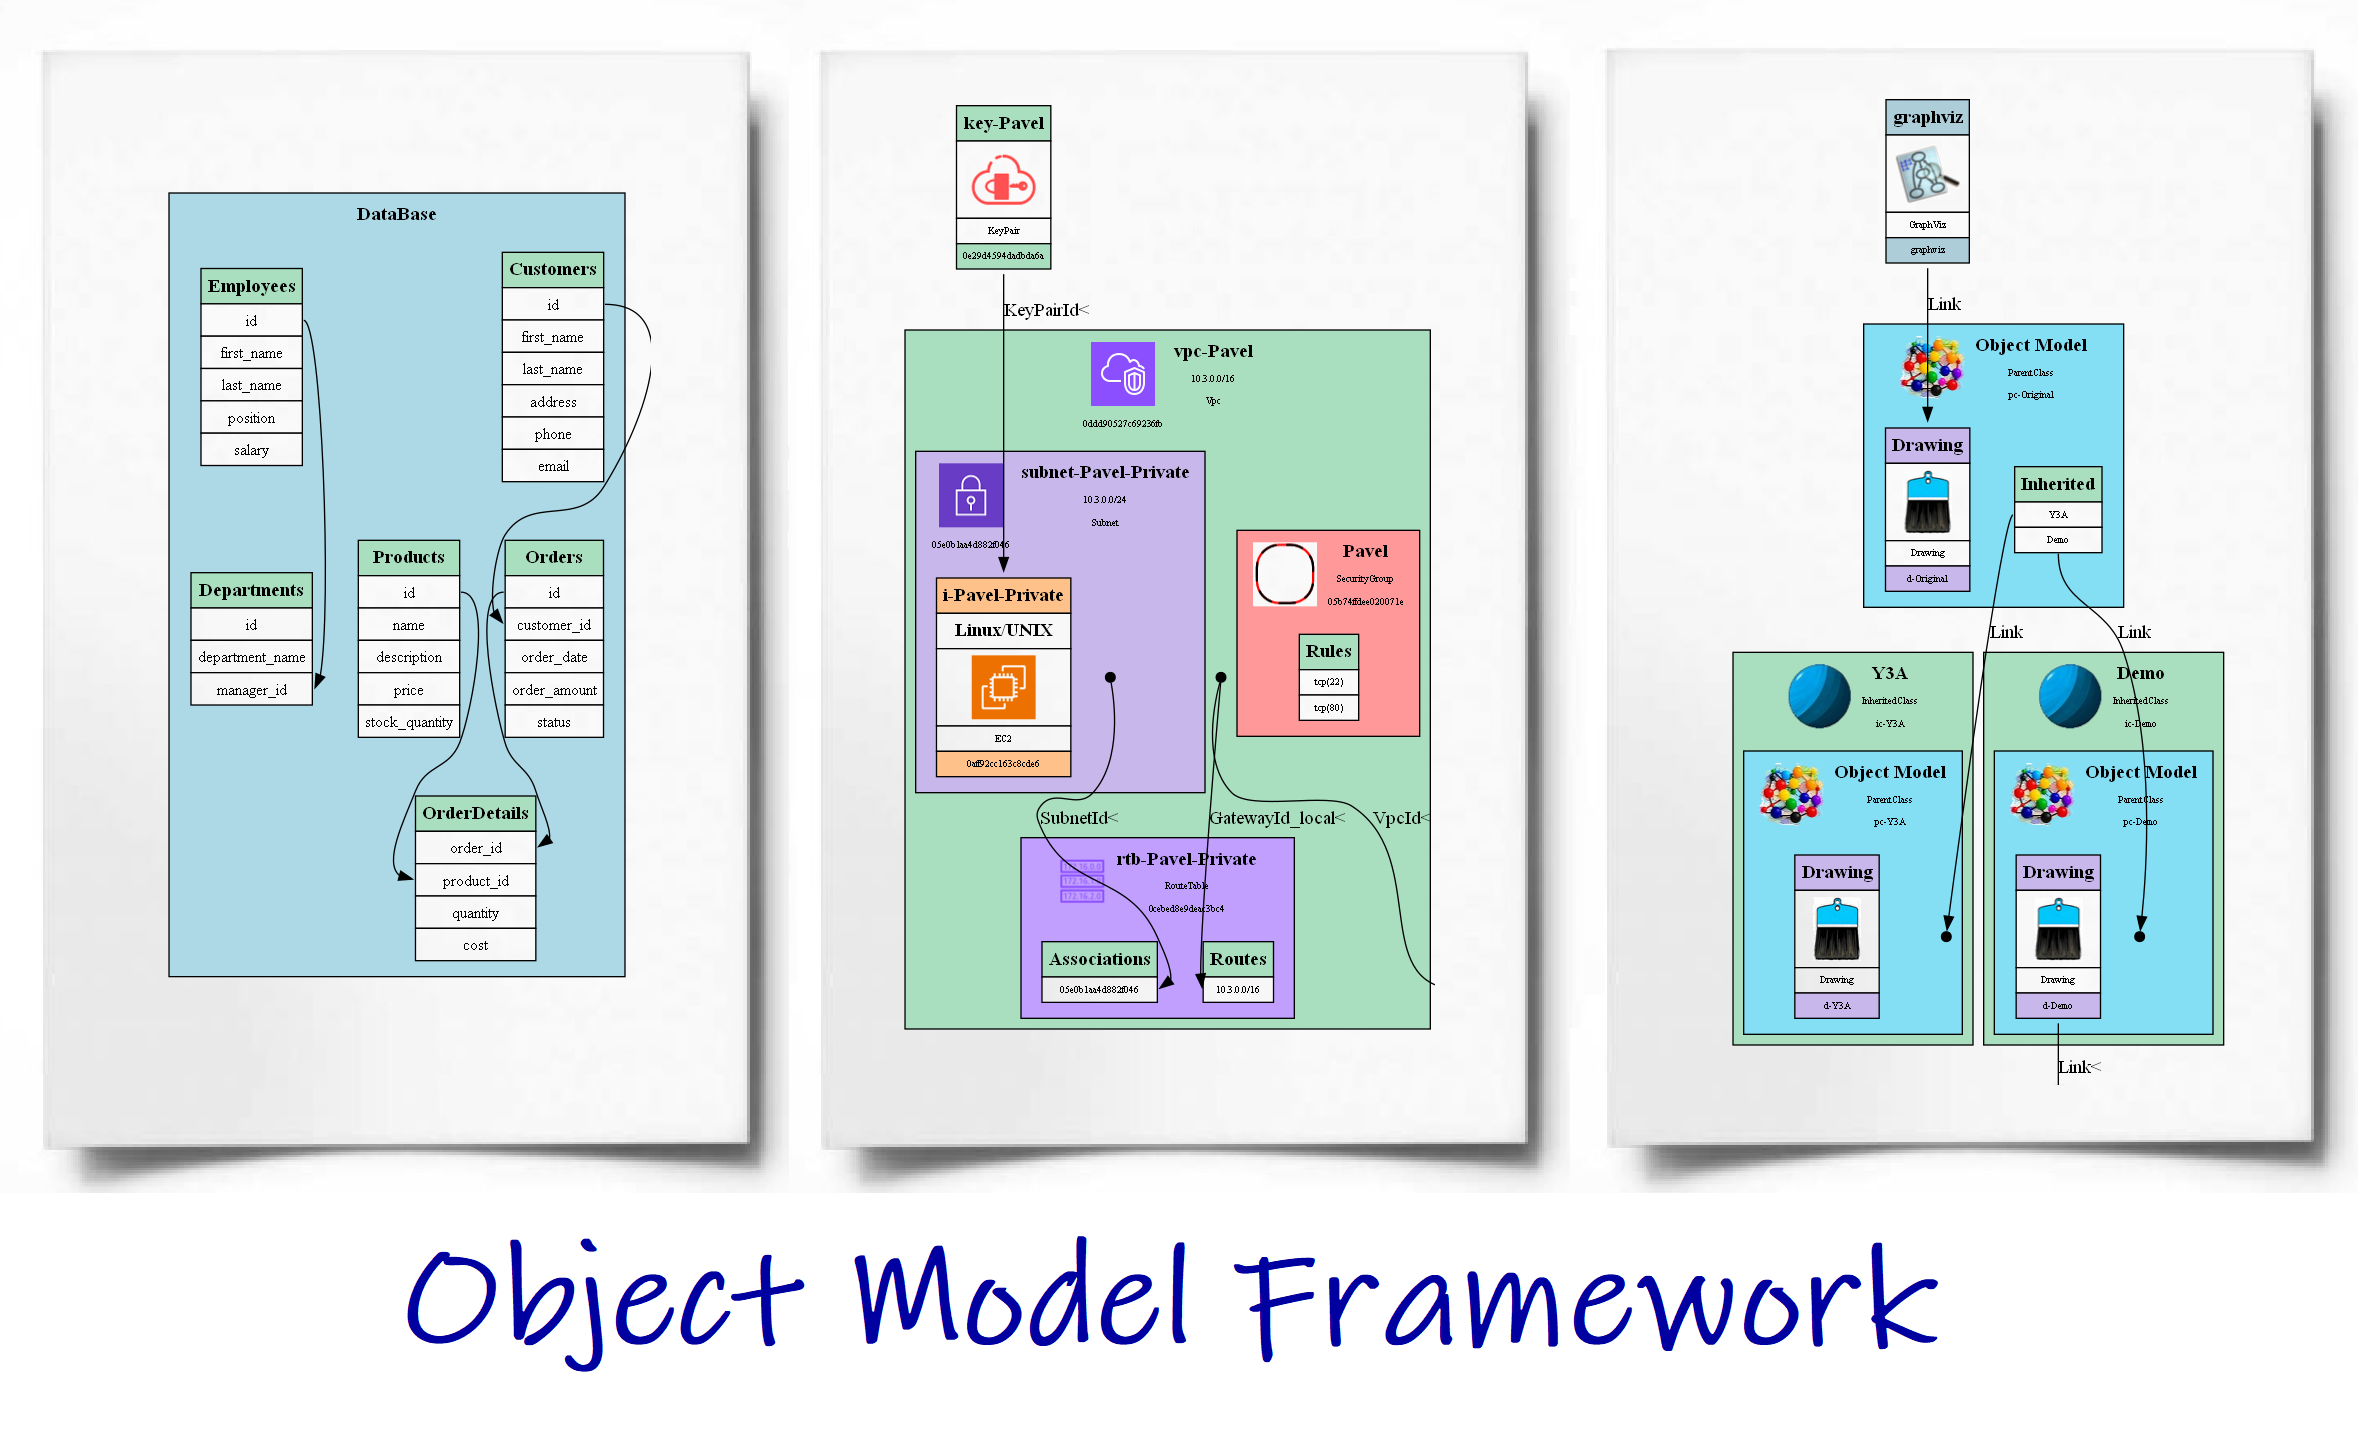 DataBase
Employees
id
first_name
last_name
position
salary
Customers
id
first_name
last_name
address
phone
email
Departments
id
department_name
manager_id
Products
id
name
description
price
stock_quantity
Orders
id
customer_id
order_date
order_amount
status
OrderDetails
order_id
product_id
quantity
cost
key-Pavel
KeyPair
0e29d4594dadbda6a
KeyPairId<
vpc-Pavel
10.3.0.0/16
Vpc
0ddd90527c69236fb
subnet-Pavel-Private
10.3.0.0/24
Subnet
05e0b1aa4d882f046
i-Pavel-Private
Linux/UNIX
EC2
0aff92cc163c8cde6
Pavel
SecurityGroup
05b74ffdee020071e
Rules
tcp(22)
tcp(80)
SubnetId<
GatewayId_local<
VpcId<
rtb-Pavel-Private
RouteTable
172.16.2.0
Associations
05e0b1aa4d882f046
Routes
10.3.0.0/16
graphviz
GraphViz
graphviz
Link
Object Model
ParentClass
pc-Original
Drawing
Drawing
d-Original
Inherited
Y3A
Demo
Link
Link
Y3A
InheritedClass
ic-Y3A
Object Model
ParentClass
pc-Y3A
Drawing
Drawing
d-Y3A
Demo
InheritedClass
ic-Demo
Object Model
ParentClass
pc-Demo
Drawing
Drawing
d-Demo
Link<
Object Model Framework